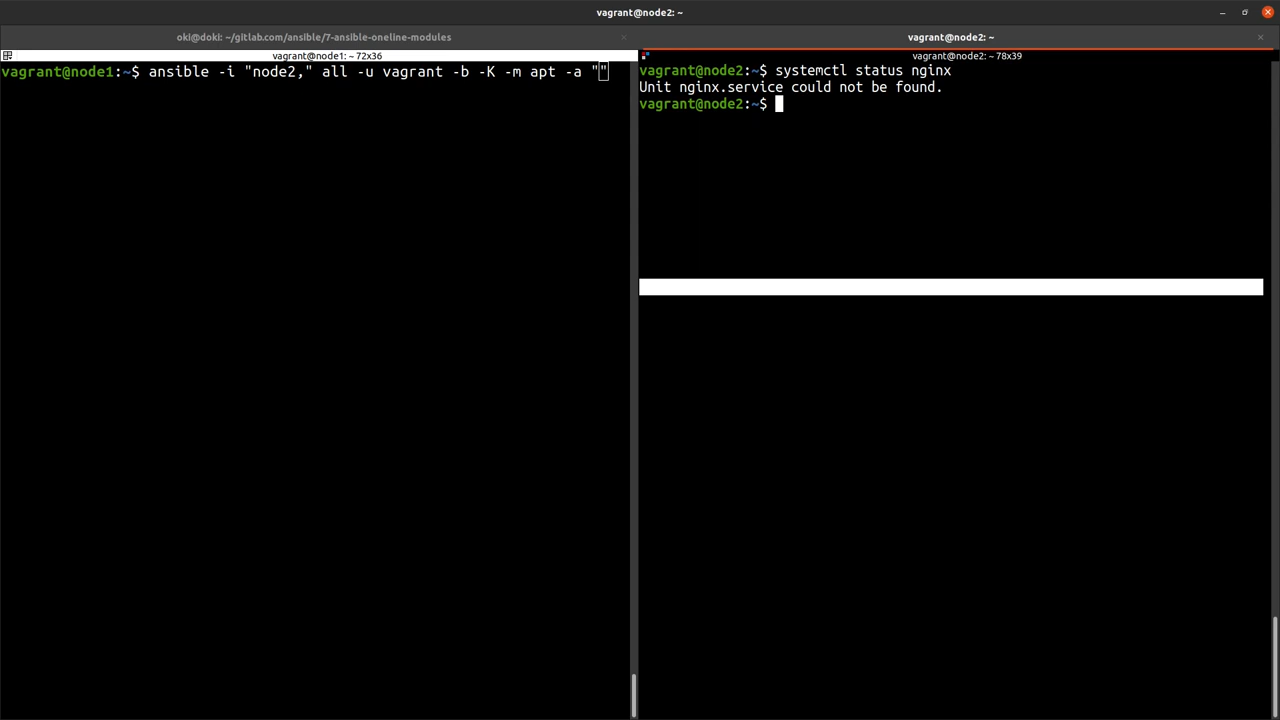 vagrant@node2: ~
oki@doki: ~/gitlab.com/ansible/7-ansible-oneline-modules
vagrant@node2: ~
vagrant@node1: ~ 72x36
vagrant@node1:~$ ansible -i "node2," all -u vagrant -b -K -m apt -a ""
vagrant@node2: ~ 78x39
vagrant@node2:~$ systemctl status nginx
Unit nginx.service could not be found.
vagrant@node2:~$